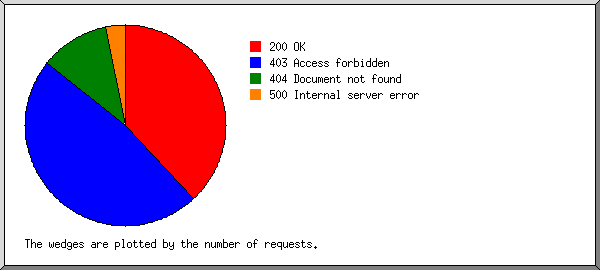 200 OK
403 Access forbidden
404 Document not found
500 Internal server error
The wedges are plotted by the number of requests.